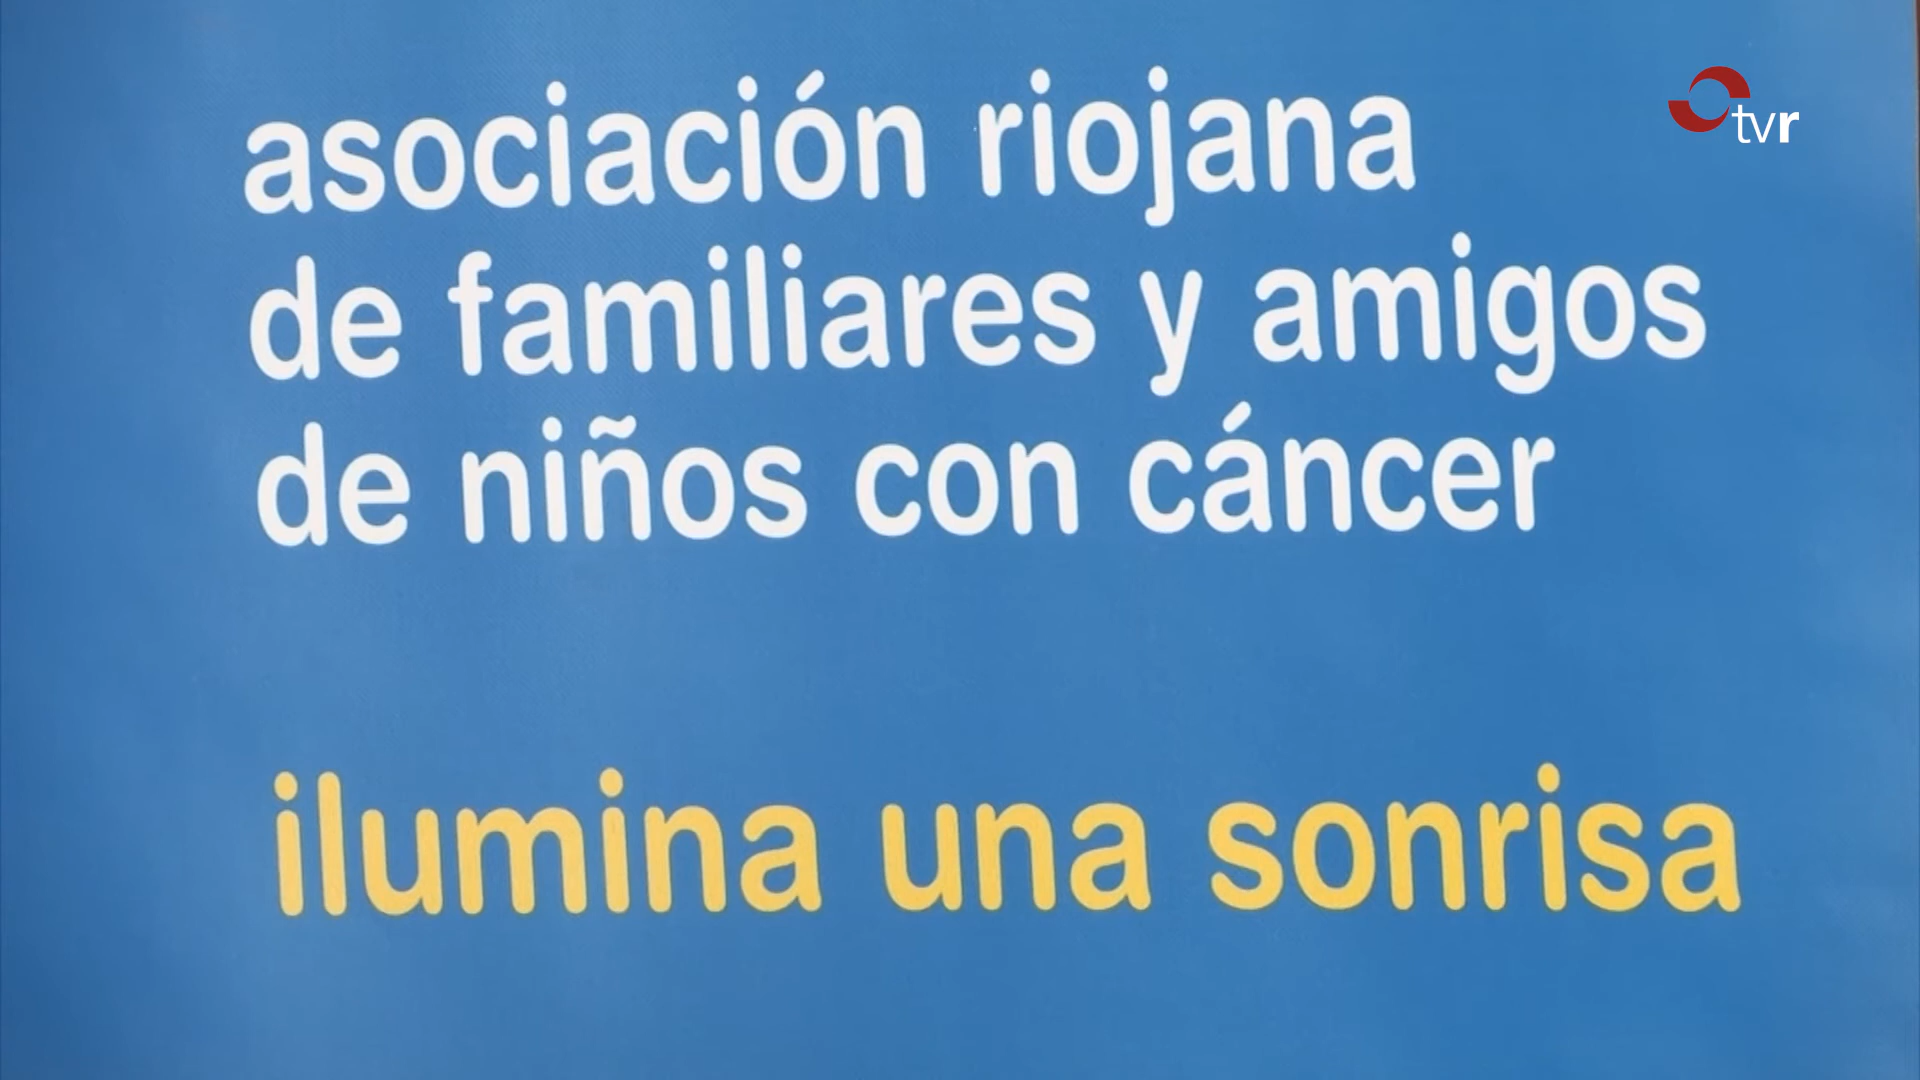 tvr
asociación riojana
de familiares y amigos
de niños con cáncer
ilumina una sonrisa